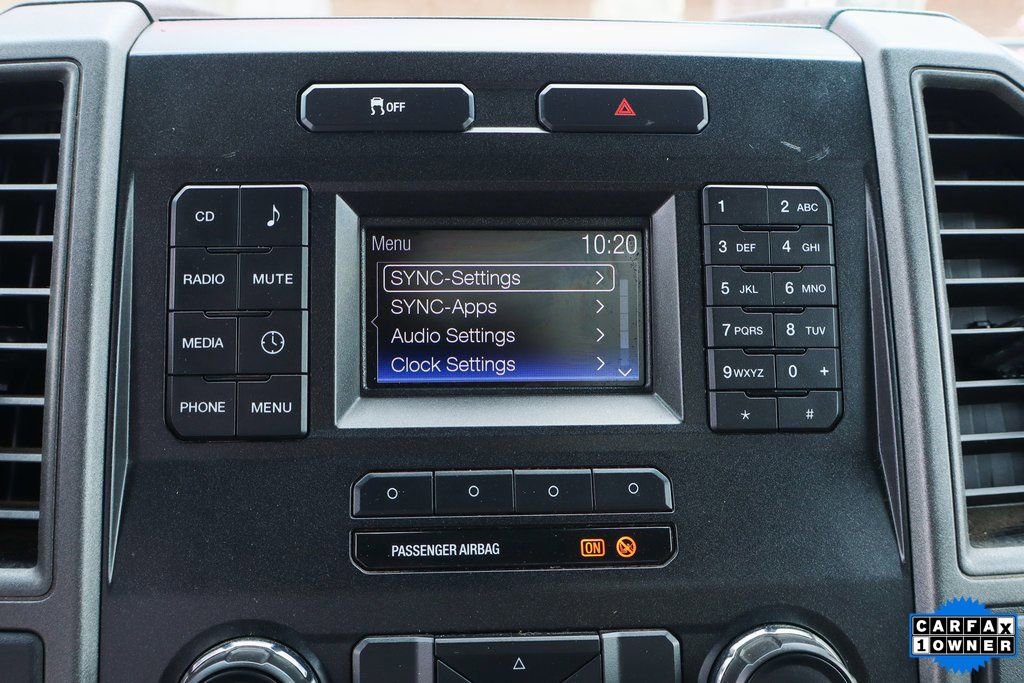 OFF
CD
RADIO MUTE
MEDIA
PHONE MENU
Menu 10:20
SYNC-Settings >
SYNC-Apps >
Audio Settings >
Clock Settings >
1 2 ABC
3 DEF 4 GHI
5 JKL 6 MNO
7 PQRS 8 TUV
9 WXYZ 0 +
* #
PASSENGER AIRBAG ON
CARFAX
1 OWNER